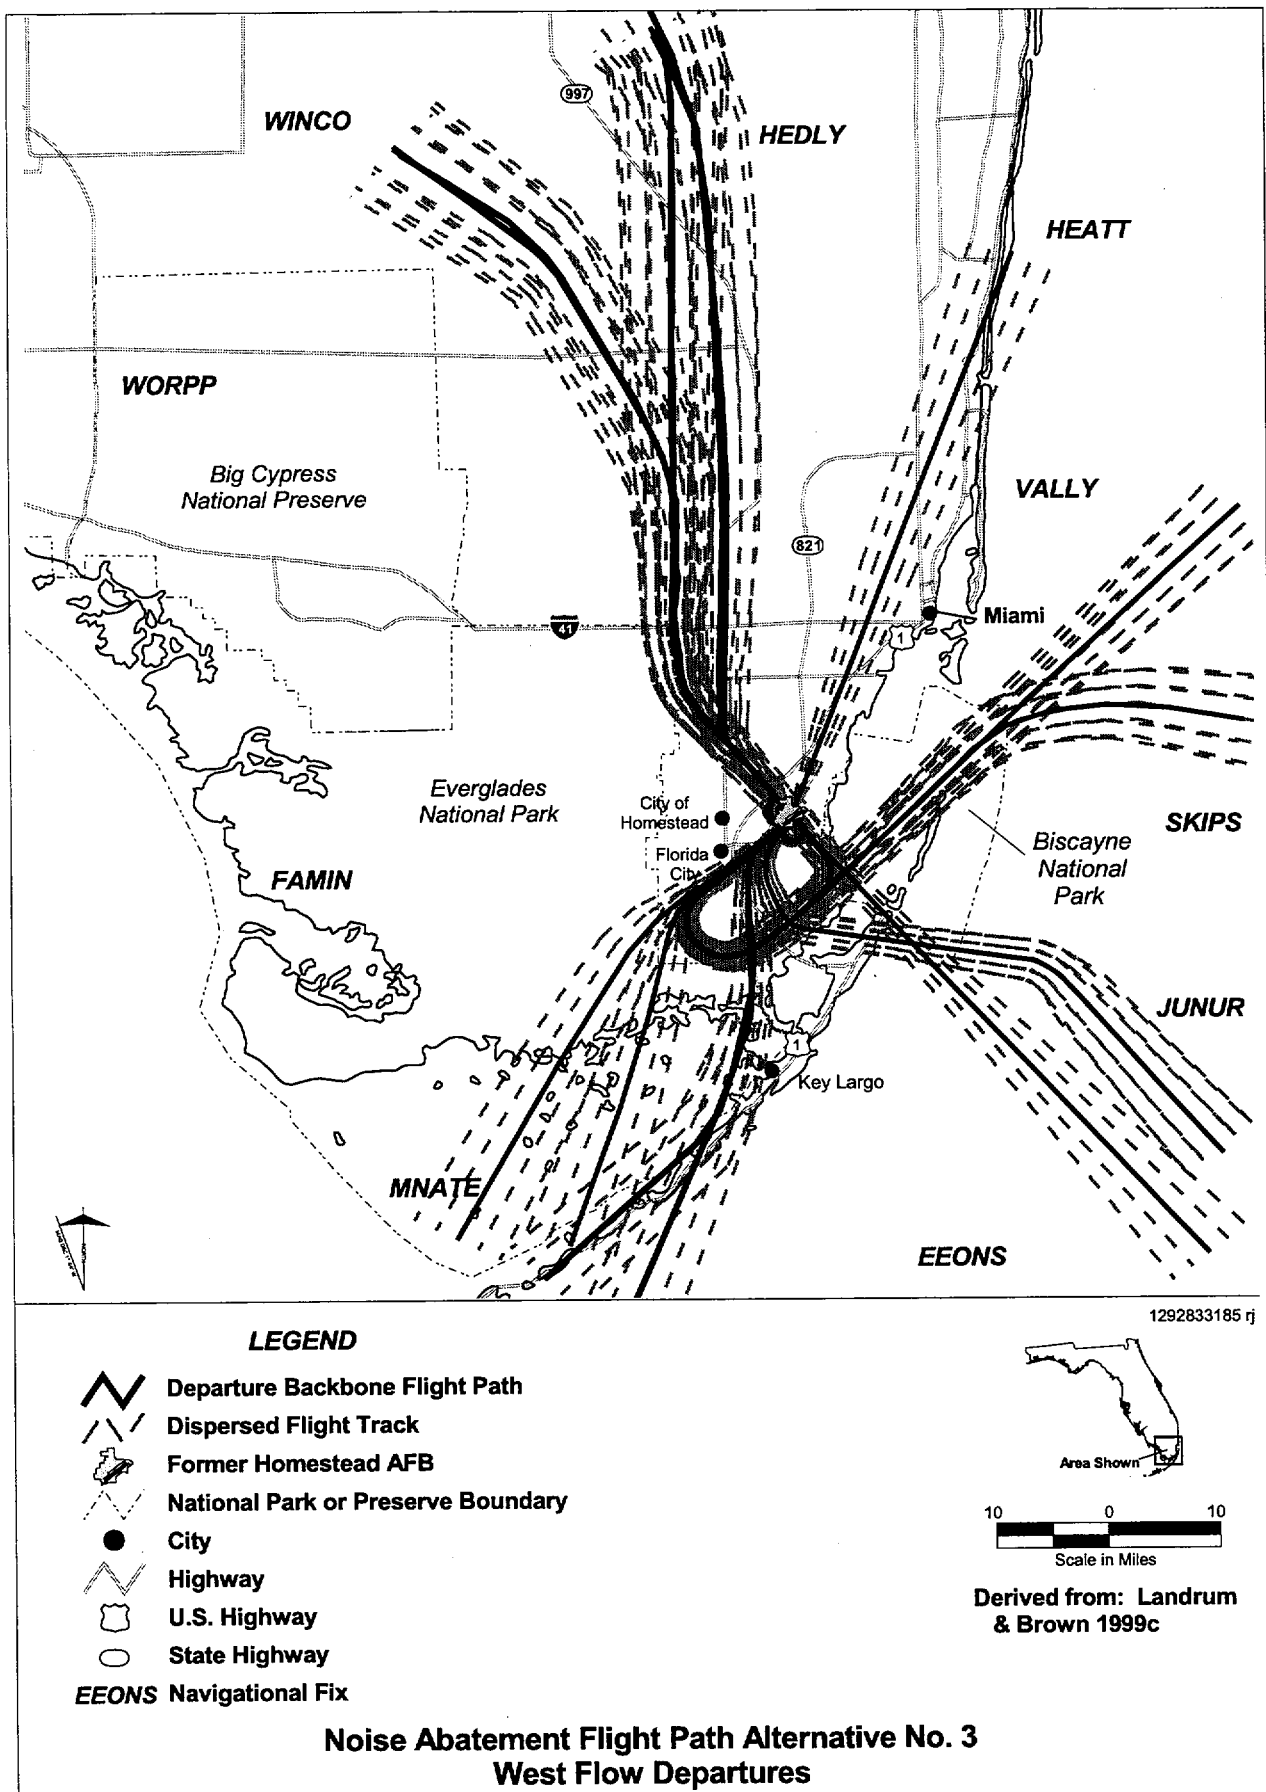 WINCO
997
HEDLY
HEATT
WORPP
Big Cypress
National Preserve
VALLY
821
41
1
Miami
Everglades
National Park
City of
Homestead
Florida
City
SKIPS
Biscayne
National
Park
FAMIN
JUNUR
1
Key Largo
MNATE
EEONS
1292833185 rj
LEGEND
Departure Backbone Flight Path
Dispersed Flight Track
Former Homestead AFB
National Park or Preserve Boundary
City
Highway
U.S. Highway
State Highway
EEONS Navigational Fix
Area Shown
10 0 10
Scale in Miles
Derived from: Landrum
& Brown 1999c
Noise Abatement Flight Path Alternative No. 3
West Flow Departures